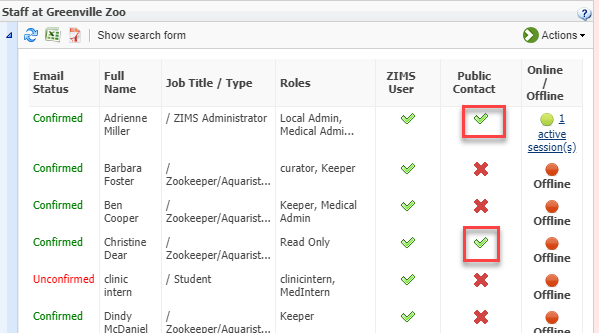 Staff at Greenville Zoo
?
Show search form
Actions
Email Status
Full Name
Job Title / Type
Roles
ZIMS User
Public Contact
Online / Offline
Confirmed
Adrienne Miller
/ ZIMS Administrator
Local Admin, Medical Admi...
1 active session(s)
Confirmed
Barbara Foster
/ Zookeeper/Aquarist...
curator, Keeper
Offline
Confirmed
Ben Cooper
/ Zookeeper/Aquarist...
Keeper, Medical Admin
Offline
Confirmed
Christine Dear
/ Zookeeper/Aquarist...
Read Only
Offline
Unconfirmed
clinic intern
/ Student
clinicintern, MedIntern
Offline
Confirmed
Dindy McDaniel
/ Zookeeper/Aquarist...
Keeper
Offline